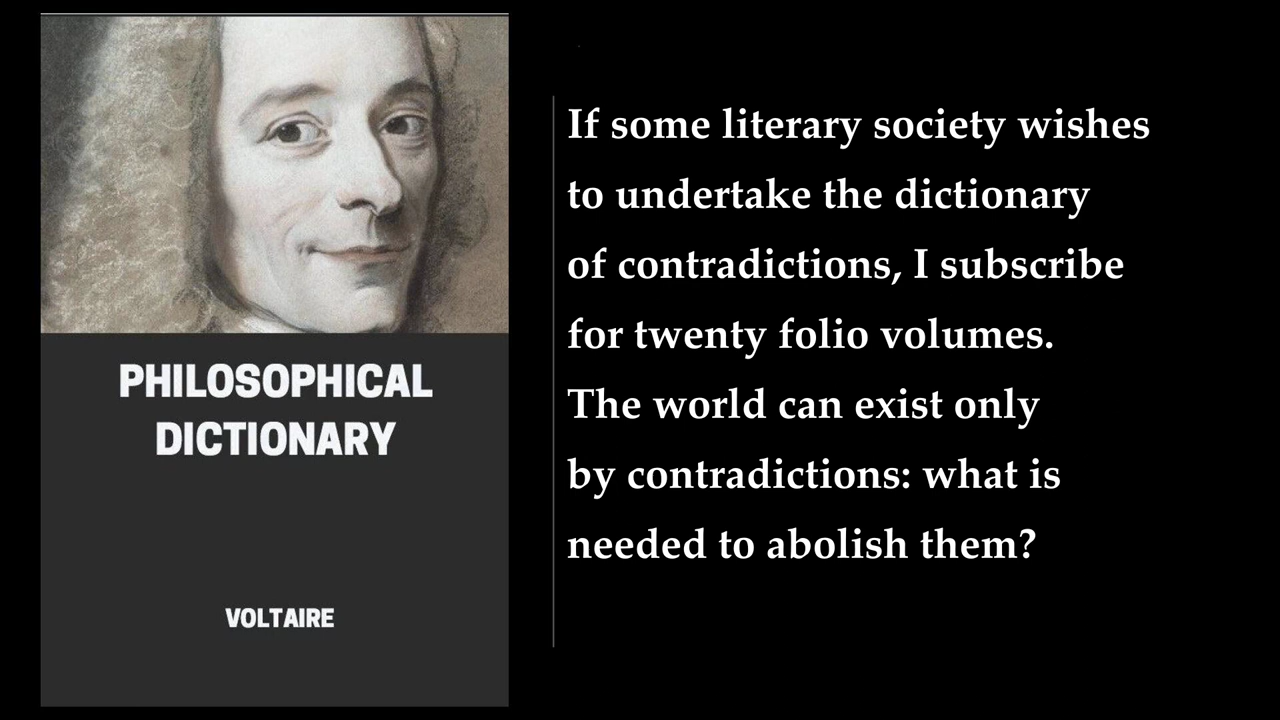 PHILOSOPHICAL
DICTIONARY
VOLTAIRE
If some literary society wishes
to undertake the dictionary
of contradictions, I subscribe
for twenty folio volumes.
The world can exist only
by contradictions: what is
needed to abolish them?